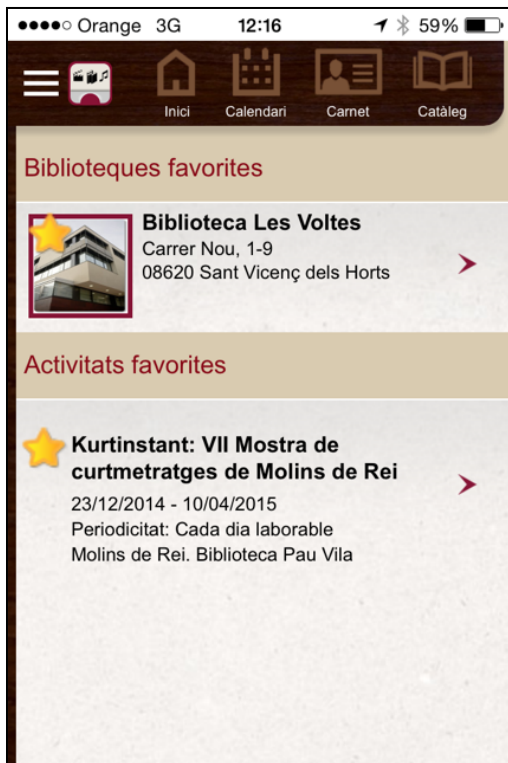 Orange 3G 12:16 59%
Inici Calendari Carnet Catàleg
Biblioteques favorites
Biblioteca Les Voltes
Carrer Nou, 1-9
08620 Sant Vicenç dels Horts
Activitats favorites
Kurtinstant: VII Mostra de
curtmetratges de Molins de Rei
23/12/2014 - 10/04/2015
Periodicitat: Cada dia laborable
Molins de Rei. Biblioteca Pau Vila